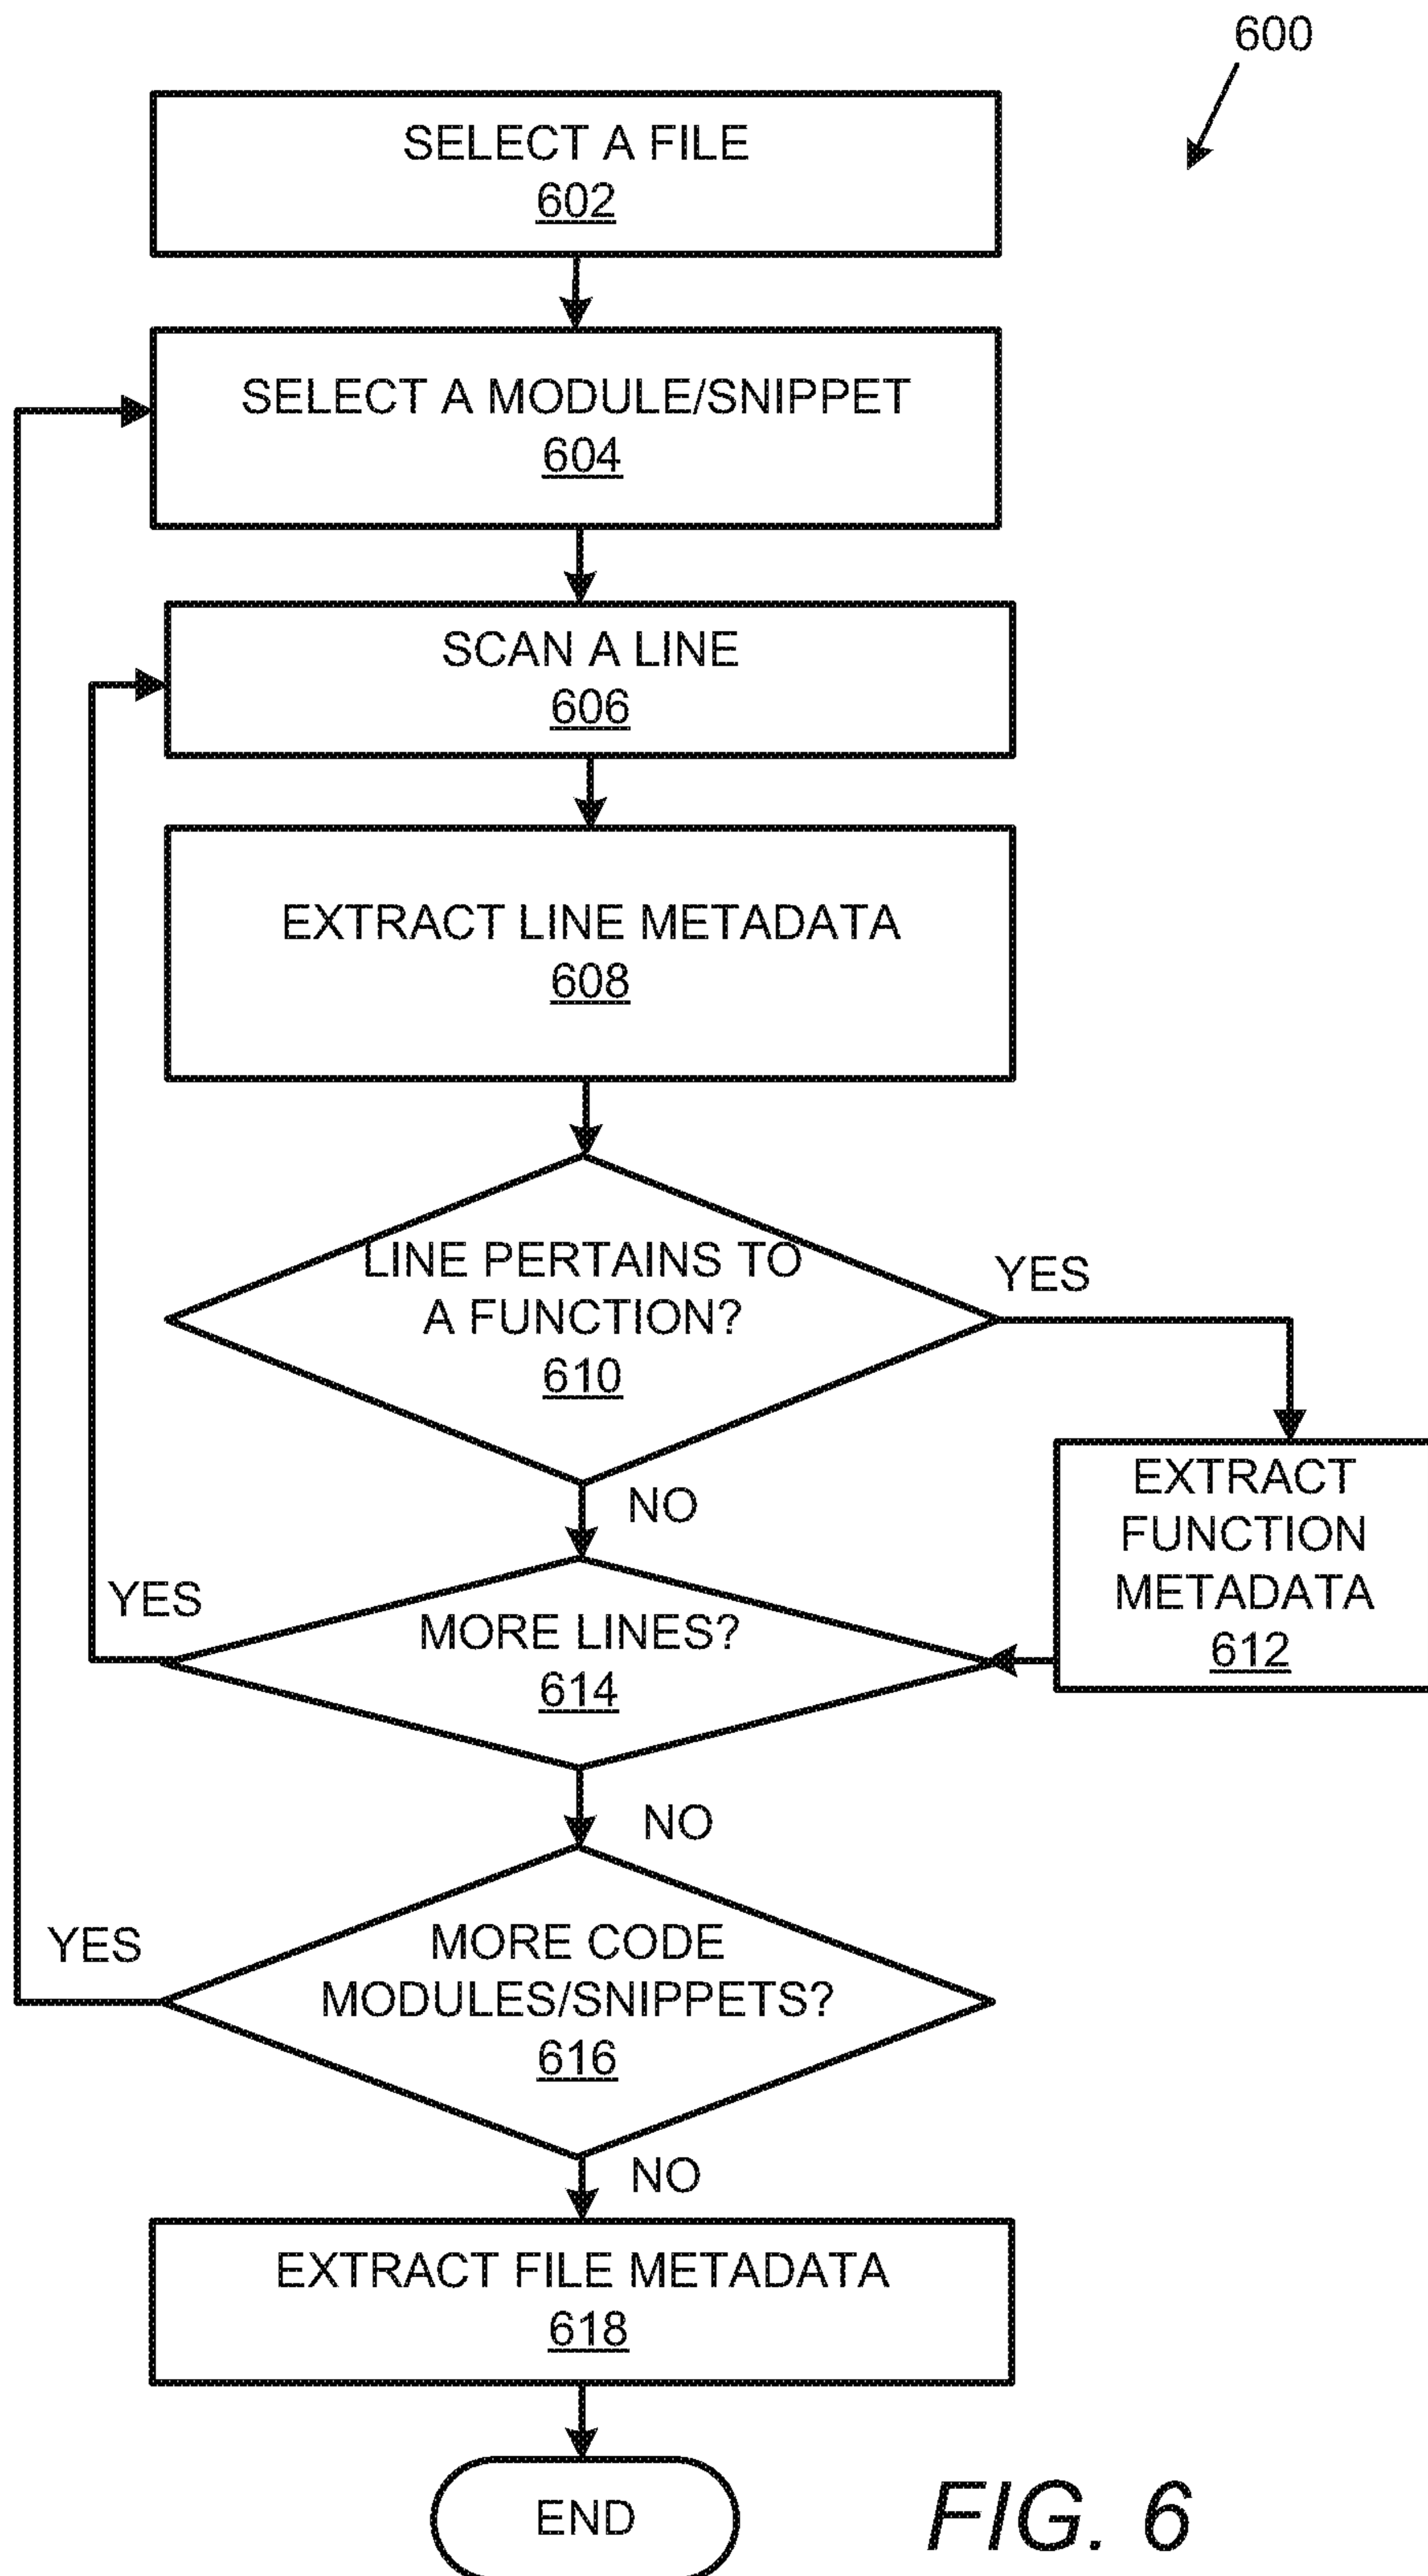 600
SELECT A FILE
602
SELECT A MODULE/SNIPPET
604
SCAN A LINE
606
EXTRACT LINE METADATA
608
LINE PERTAINS TO
A FUNCTION?
610
YES
NO
EXTRACT
FUNCTION
METADATA
612
YES
MORE LINES?
614
NO
YES
MORE CODE
MODULES/SNIPPETS?
616
NO
EXTRACT FILE METADATA
618
END
FIG. 6